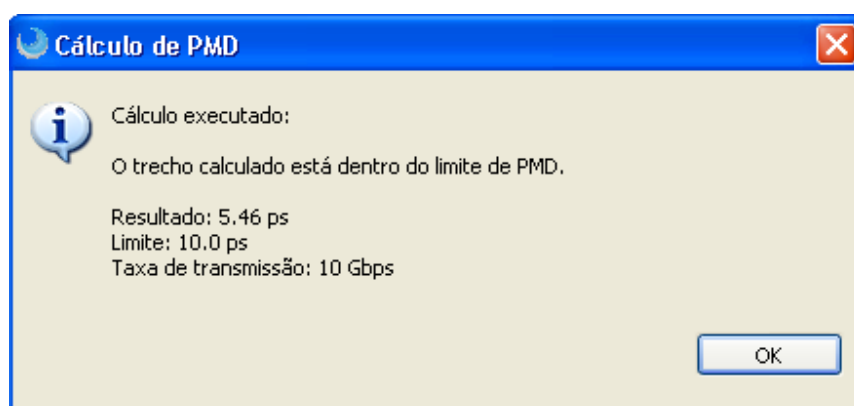 Cálculo de PMD
Cálculo executado:
O trecho calculado está dentro do limite de PMD.
Resultado: 5.46 ps
Limite: 10.0 ps
Taxa de transmissão: 10 Gbps
OK